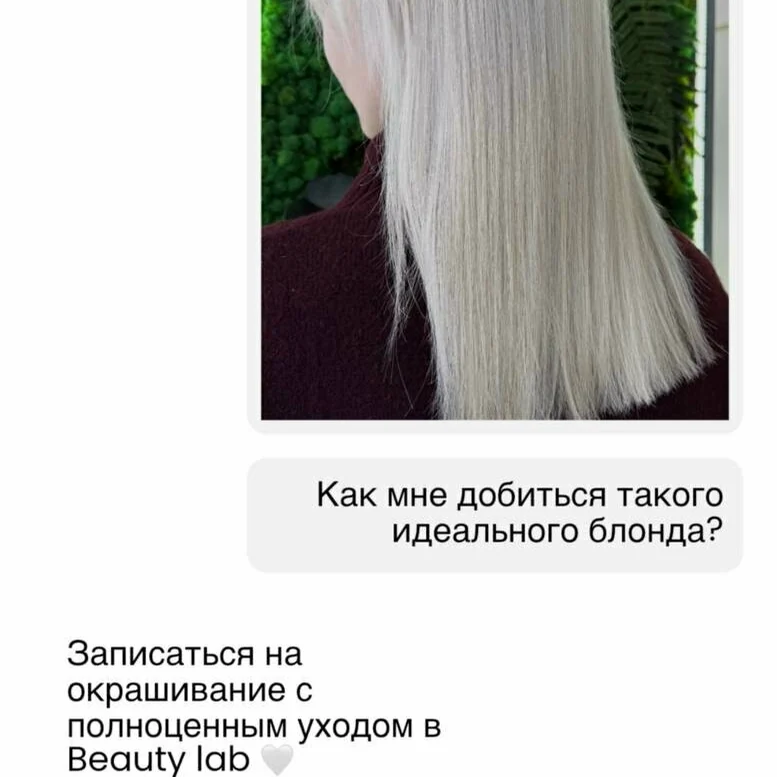 Как мне добиться такого
идеального блонда?
Записаться на
окрашивание с
полноценным уходом в
Beauty lab 🤍